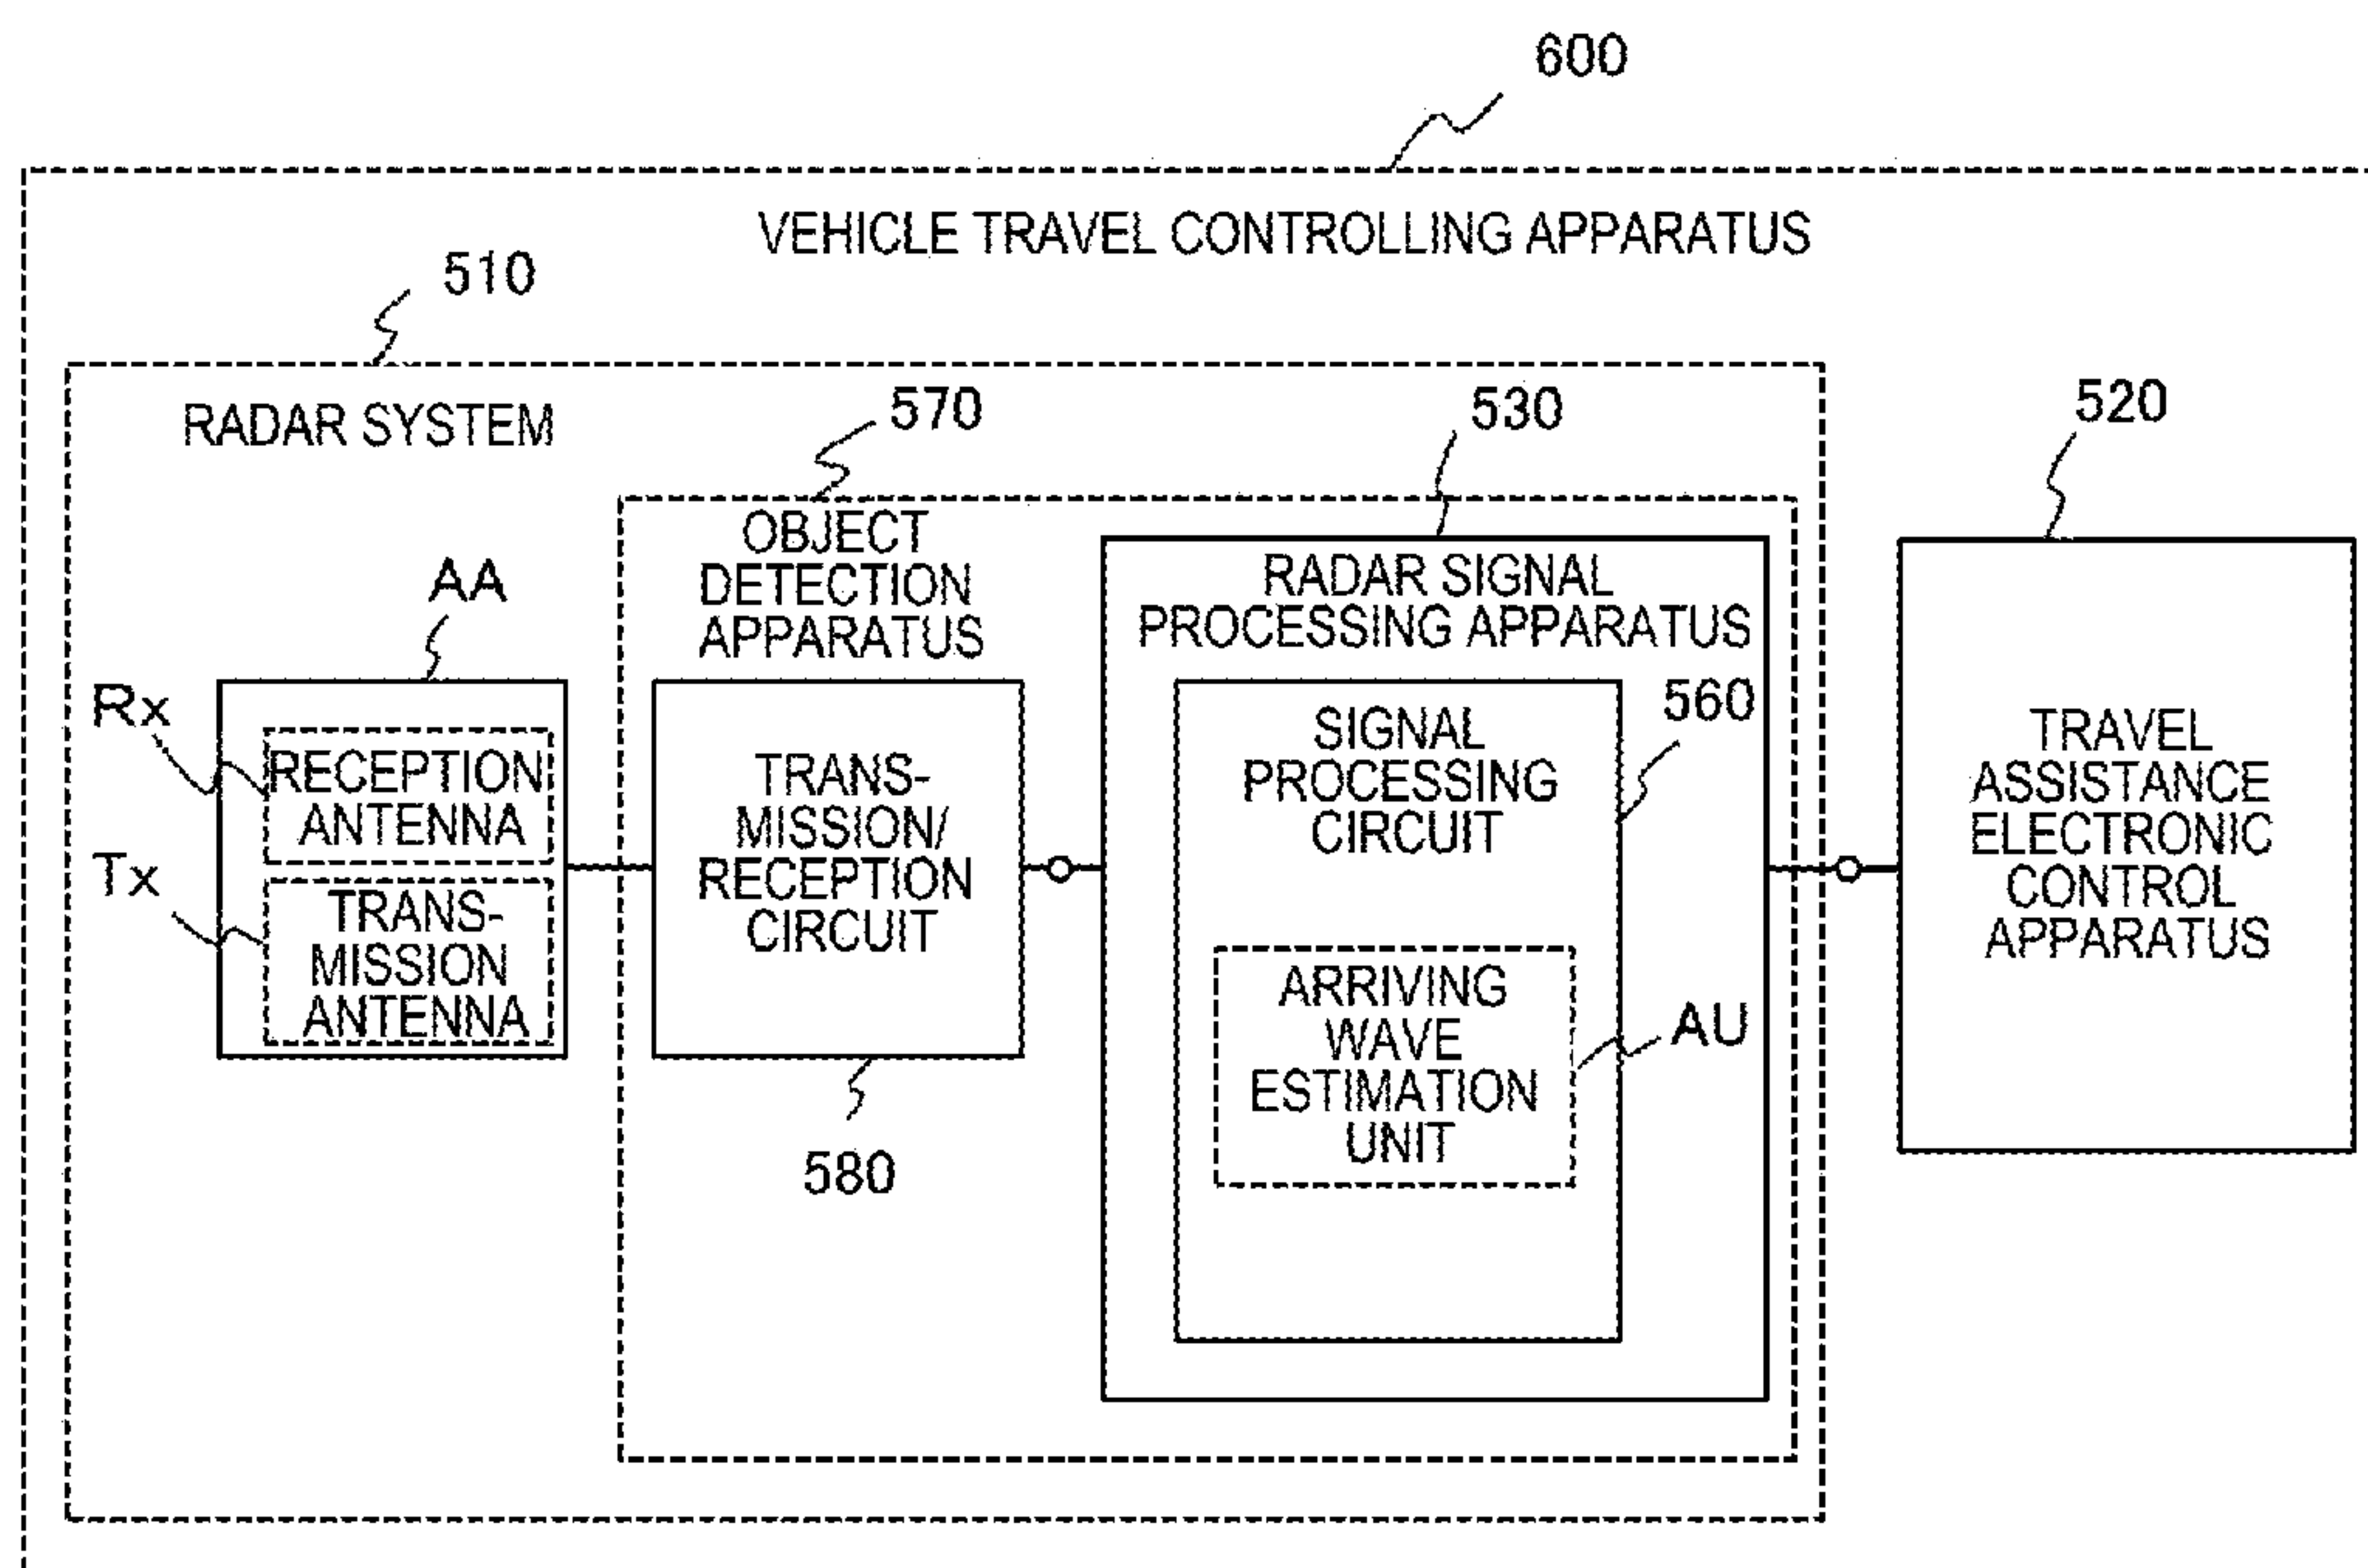 600
VEHICLE TRAVEL CONTROLLING APPARATUS
510
RADAR SYSTEM
570
530
520
OBJECT
DETECTION
APPARATUS
RADAR SIGNAL
PROCESSING APPARATUS
AA
Rx
RECEPTION
ANTENNA
Tx
TRANS-
MISSION
ANTENNA
TRANS-
MISSION/
RECEPTION
CIRCUIT
580
SIGNAL
PROCESSING
CIRCUIT
560
ARRIVING
WAVE
ESTIMATION
UNIT
AU
TRAVEL
ASSISTANCE
ELECTRONIC
CONTROL
APPARATUS